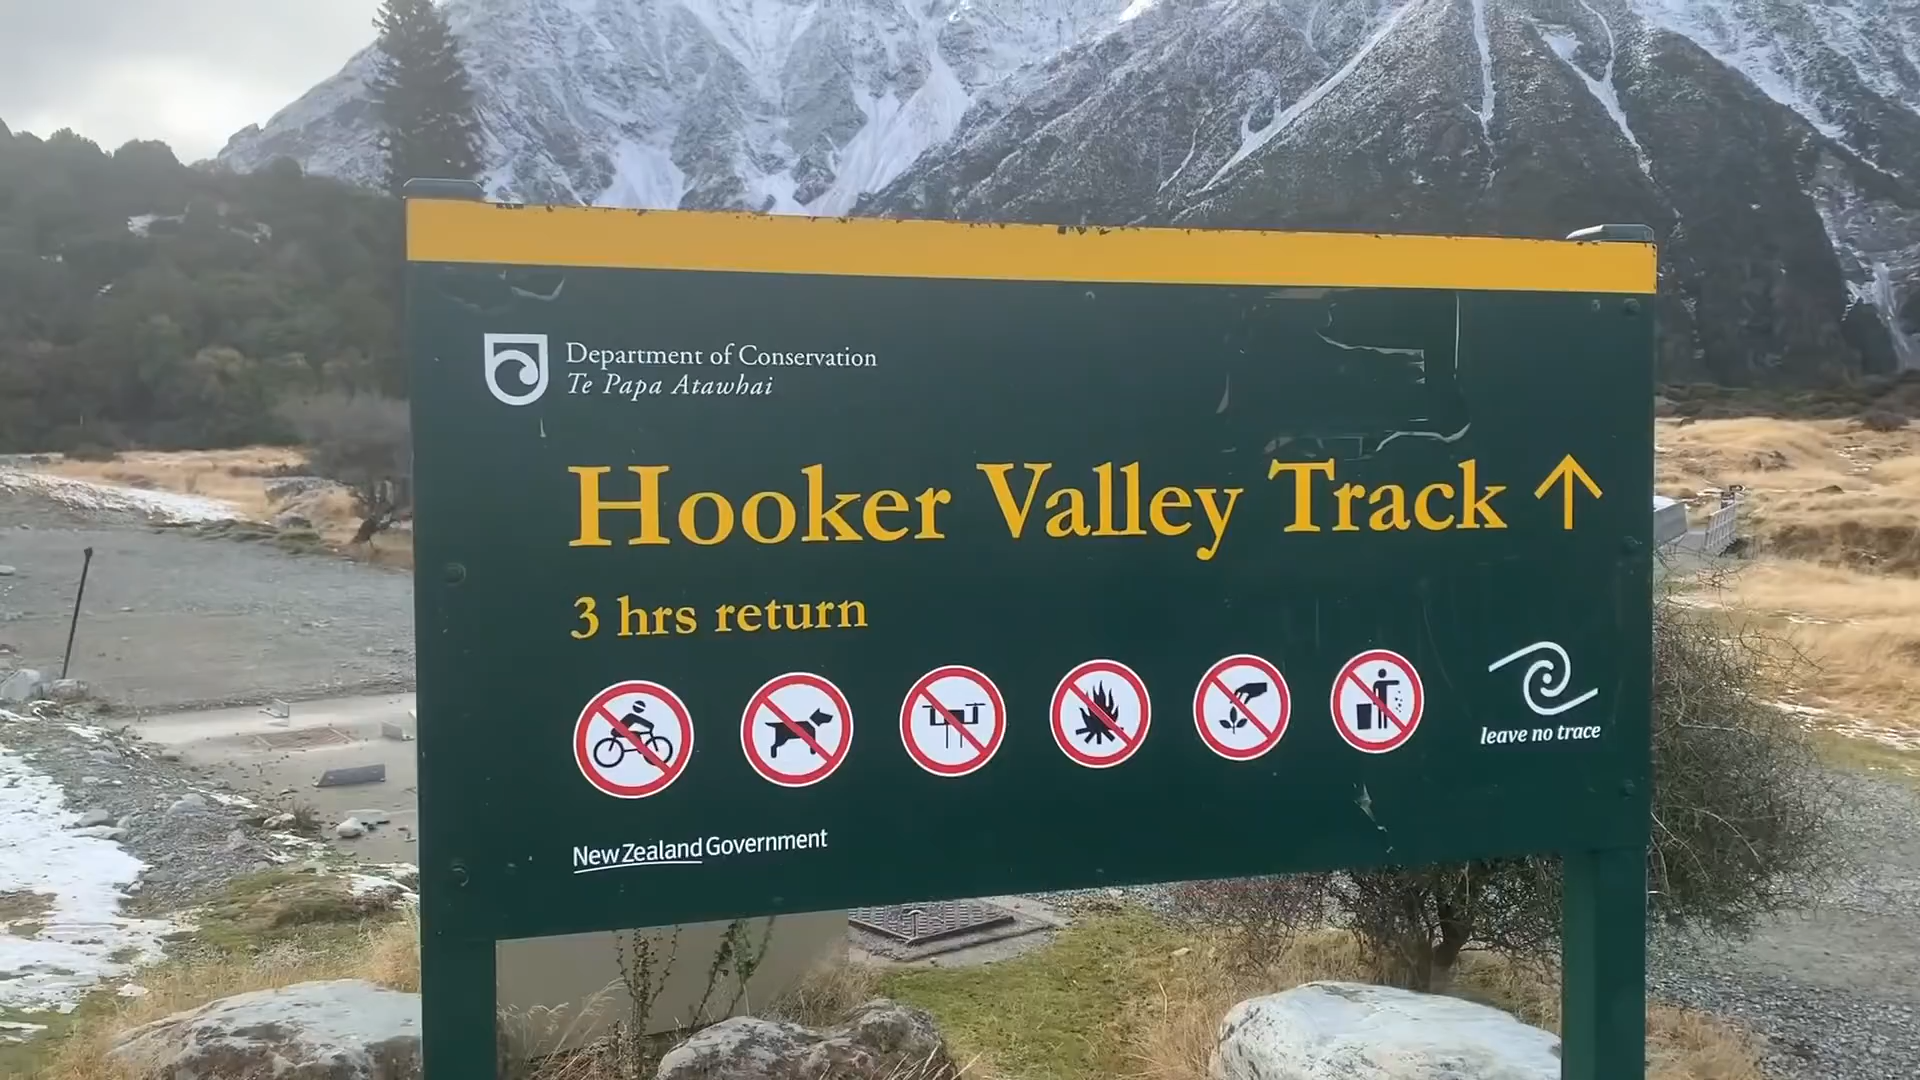 Department of Conservation
Te Papa Atawhai
Hooker Valley Track ↑
3 hrs return
leave no trace
New Zealand Government